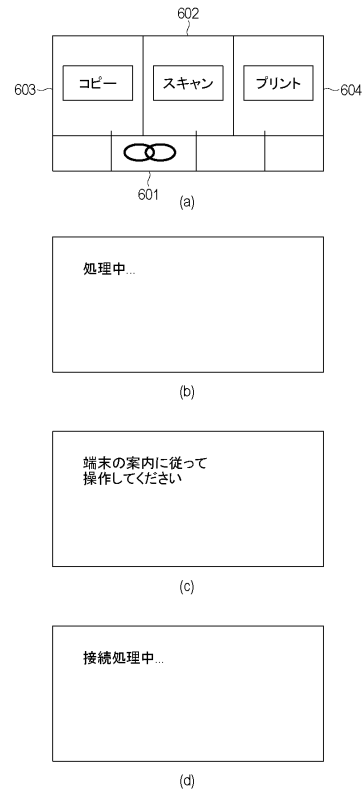 602
603
コピー
スキャン
プリント
604
601
(a)
処理中...
(b)
端末の案内に従って
操作してください
(c)
接続処理中...
(d)